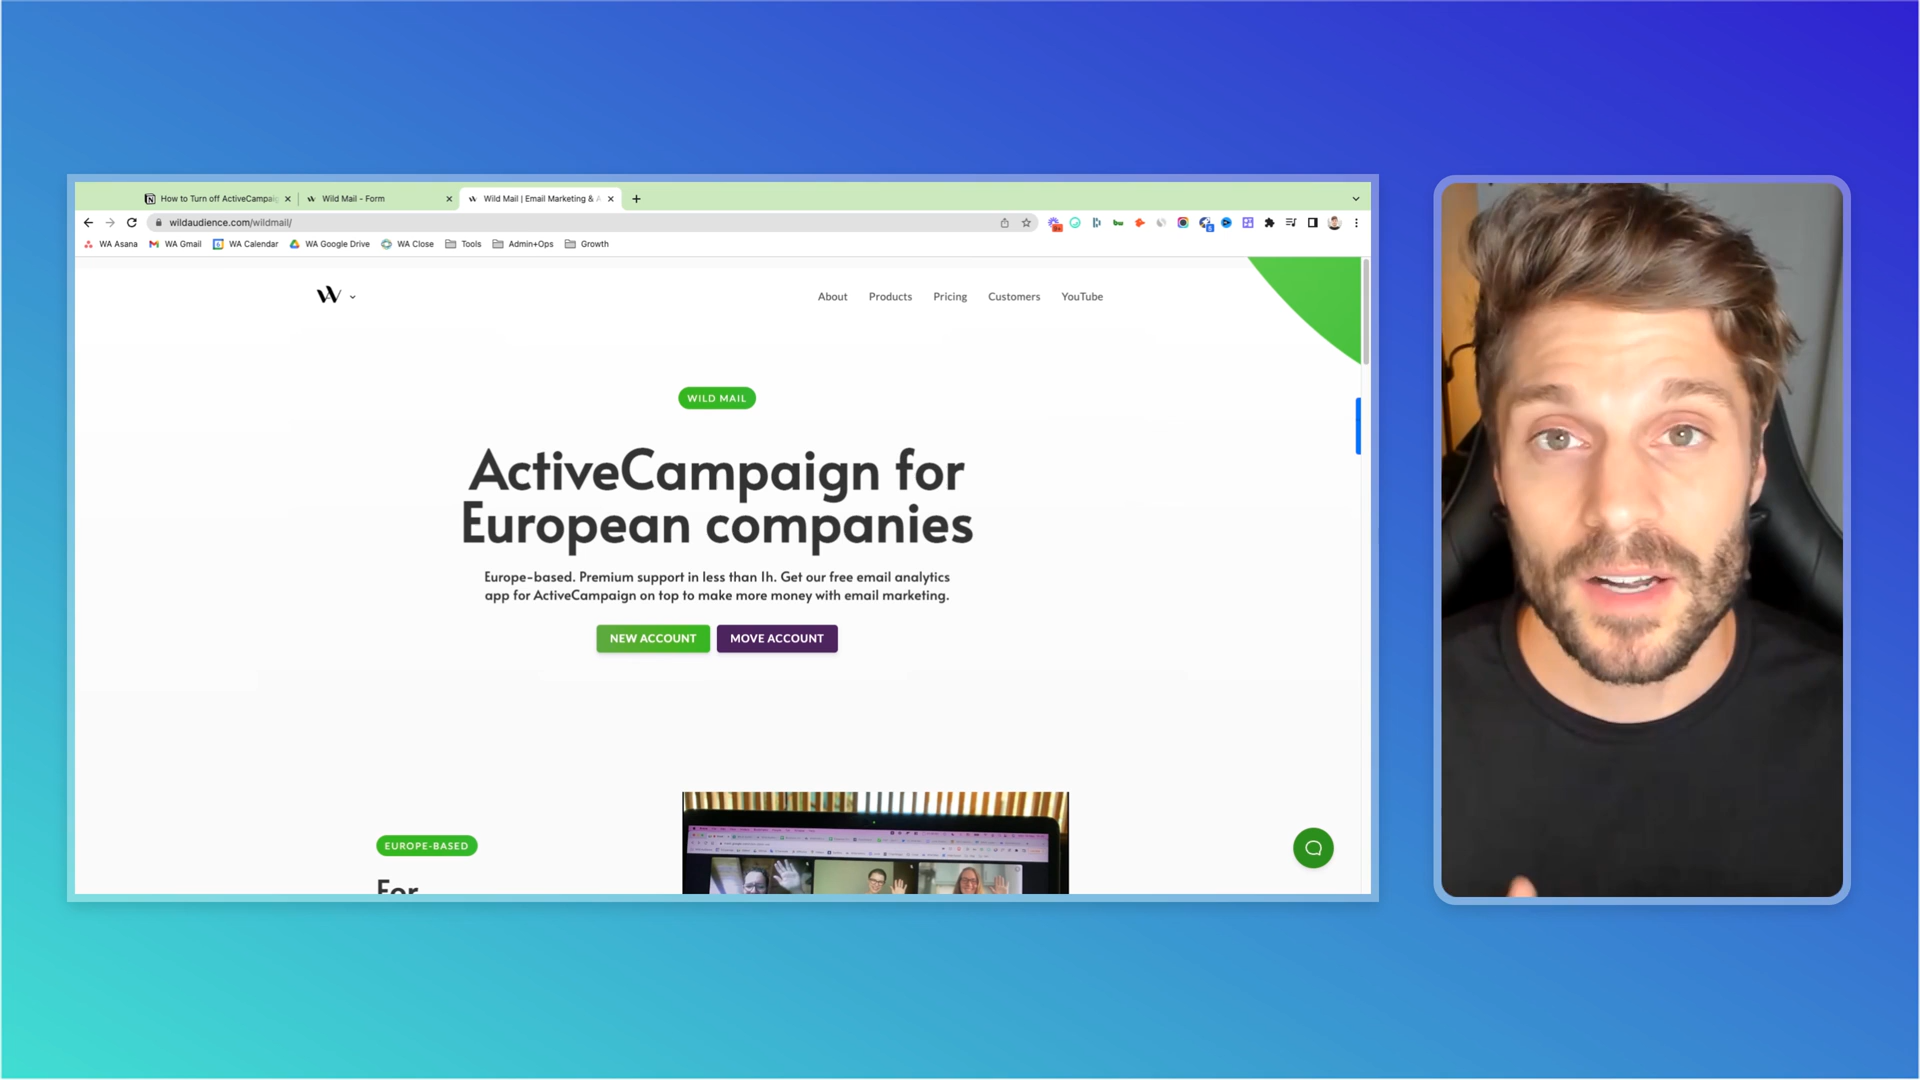 How to Turn off ActiveCampai
Wild Mail - Form
Wild Mail | Email Marketing & A
wildaudience.com/wildmail/
WA Asana
WA Gmail
WA Calendar
WA Google Drive
WA Close
Tools
Admin+Ops
Growth
About
Products
Pricing
Customers
YouTube
WILD MAIL
ActiveCampaign for
European companies
Europe-based. Premium support in less than 1h. Get our free email analytics
app for ActiveCampaign on top to make more money with email marketing.
NEW ACCOUNT
MOVE ACCOUNT
EUROPE-BASED
For